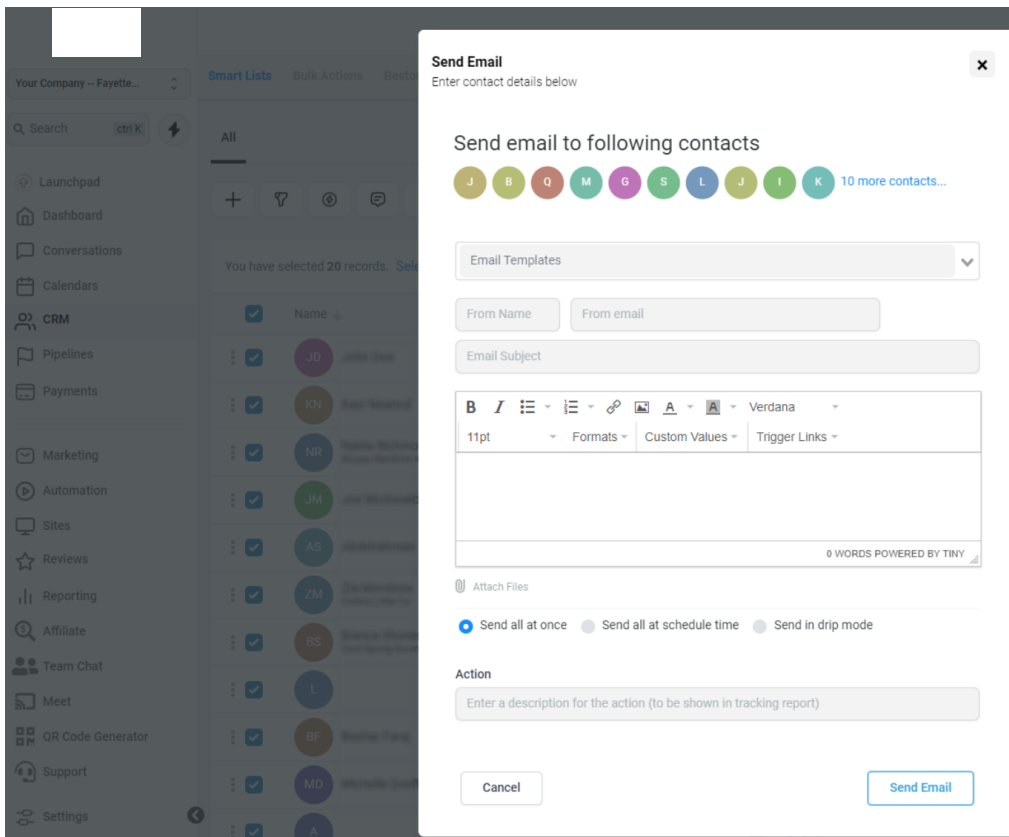 Your Company -- Fayette...
Search ctrl K
Launchpad
Dashboard
Conversations
Calendars
CRM
Pipelines
Payments
Marketing
Automation
Sites
Reviews
Reporting
Affiliate
Team Chat
Meet
QR Code Generator
Support
Settings
Smart Lists Bulk Actions
All
You have selected 20 records.
Name
JD
KN
NR
JM
AS
ZM
BS
L
BF
MD
A
Send Email
Enter contact details below
Send email to following contacts
J B Q M G S L J I K 10 more contacts...
Email Templates
From Name From email
Email Subject
B I A A Verdana
11pt Formats Custom Values Trigger Links
0 WORDS POWERED BY TINY
Attach Files
Send all at once Send all at schedule time Send in drip mode
Action
Enter a description for the action (to be shown in tracking report)
Cancel Send Email